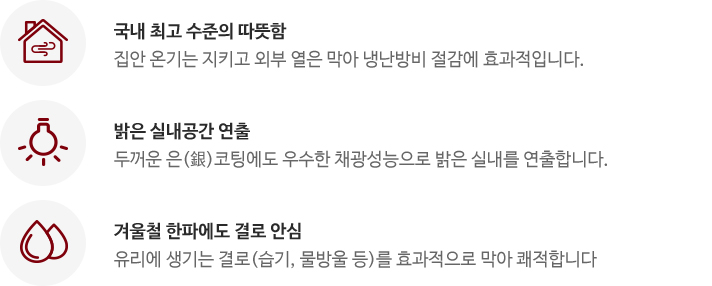 국내 최고 수준의 따뜻함
집안 온기는 지키고 외부 열은 막아 냉난방비 절감에 효과적입니다.
밝은 실내공간 연출
두꺼운 은(銀)코팅에도 우수한 채광성능으로 밝은 실내를 연출합니다.
겨울철 한파에도 결로 안심
유리에 생기는 결로(습기, 물방울 등)를 효과적으로 막아 쾌적합니다